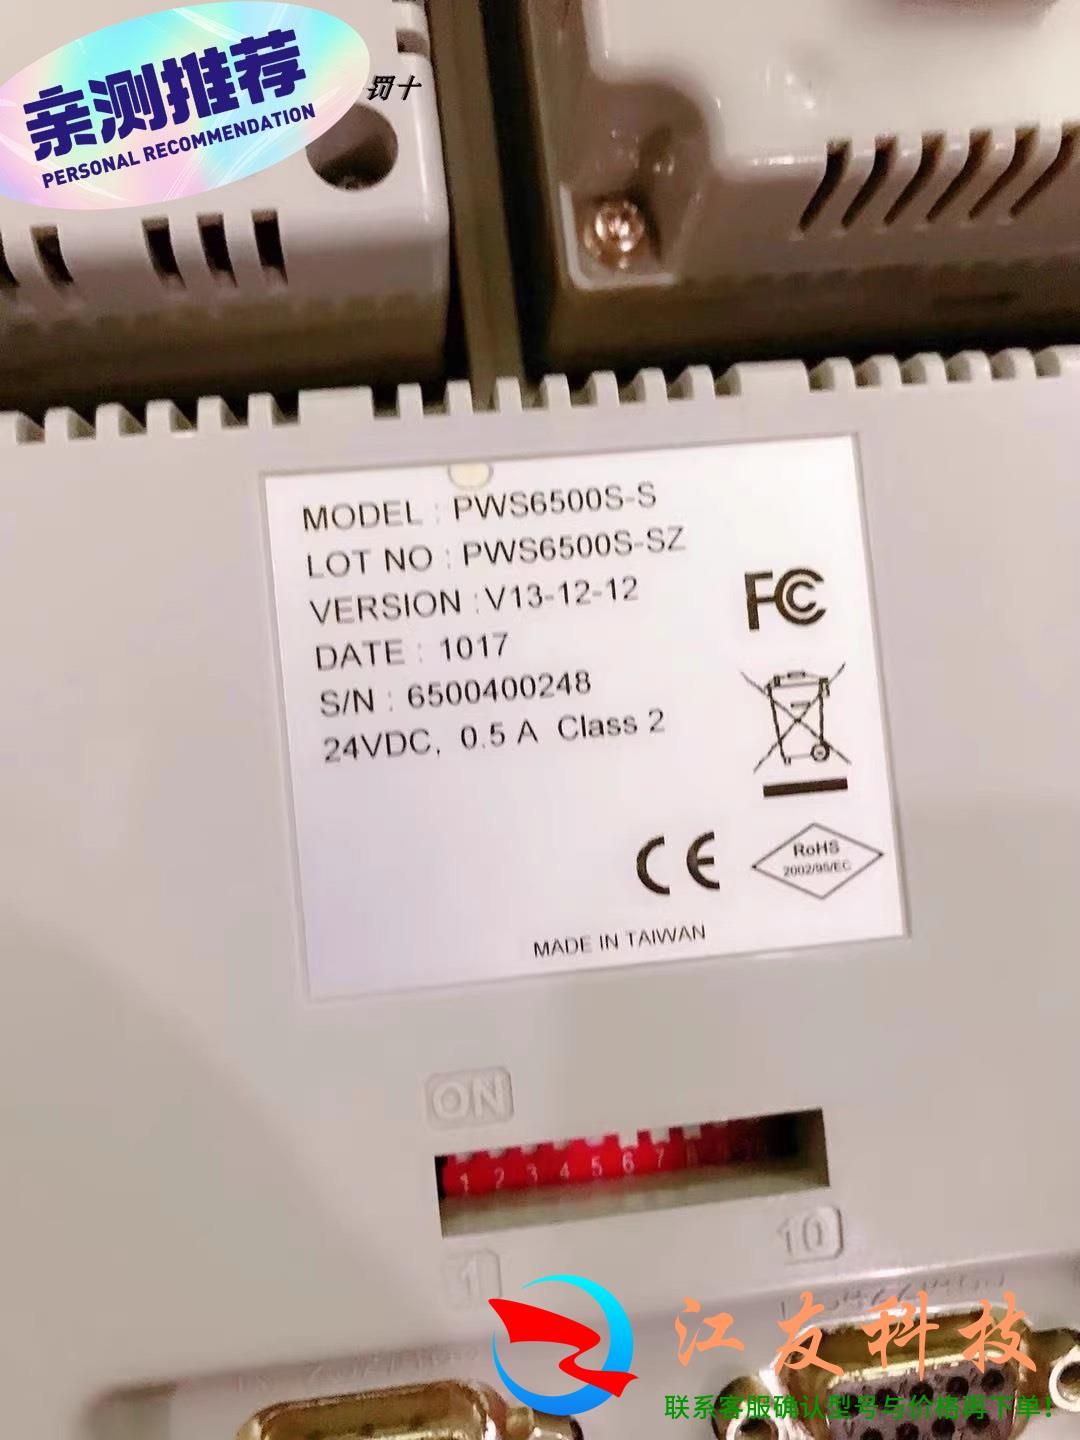 亲测推荐
PERSONAL RECOMMENDATION
罚十
MODEL : PWS6500S-S
LOT NO : PWS6500S-SZ
VERSION : V13-12-12
DATE : 1017
S/N : 6500400248
24VDC, 0.5 A Class 2
FC
CE
RoHS
2002/95/EC
MADE IN TAIWAN
ON
1 2 3 4 5 6 7
1
10
江友科技
联系客服确认型号与价格再下单！